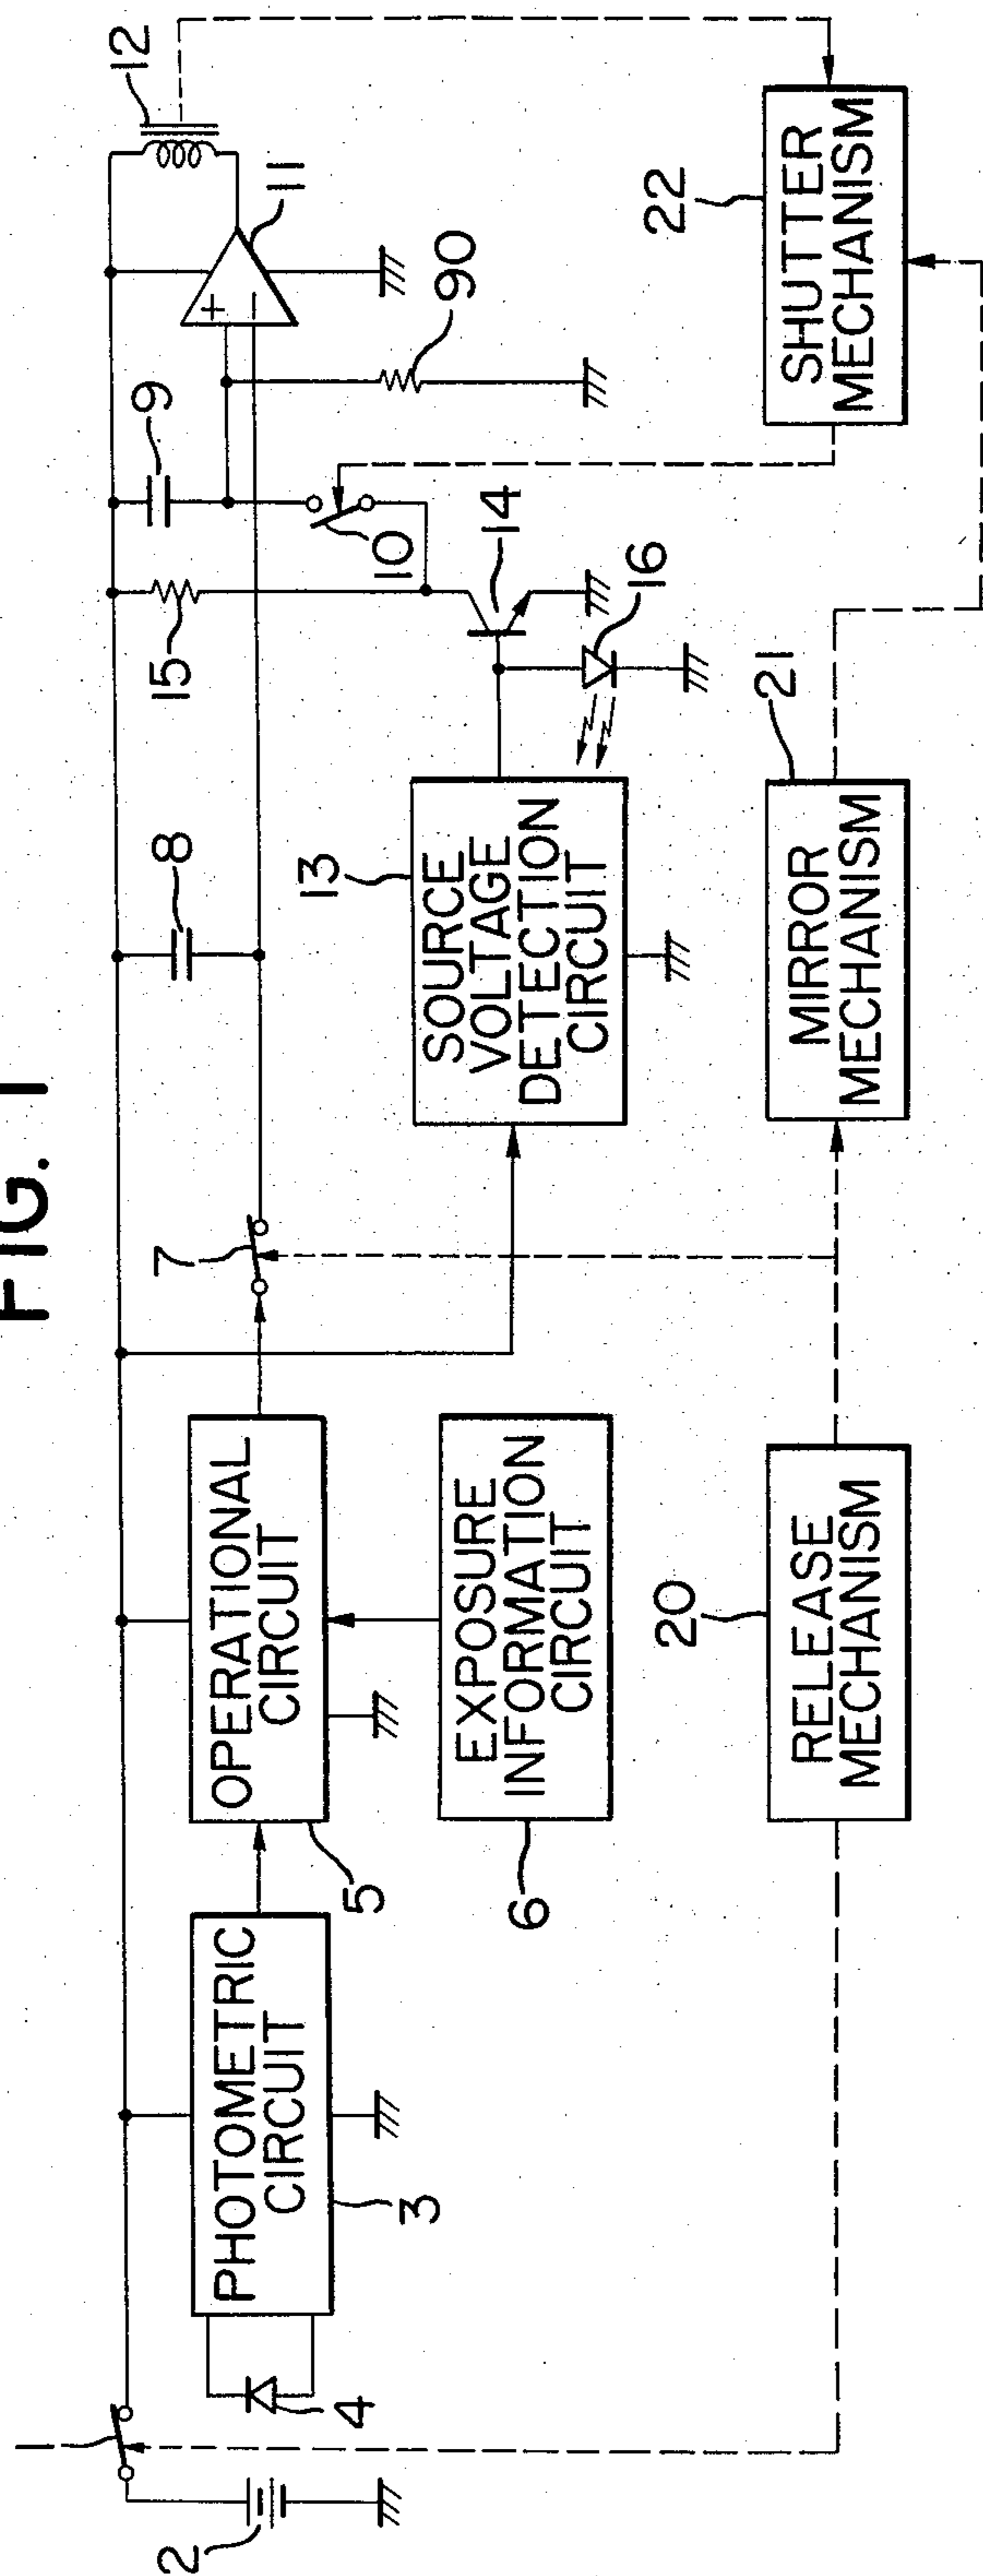 FIG. 1
1
2
PHOTOMETRIC
CIRCUIT
3
4
OPERATIONAL
CIRCUIT
5
EXPOSURE
INFORMATION
CIRCUIT
6
7
8
SOURCE
VOLTAGE
DETECTION
CIRCUIT
13
15
9
10
14
16
90
+
−
11
12
RELEASE
MECHANISM
20
MIRROR
MECHANISM
21
SHUTTER
MECHANISM
22